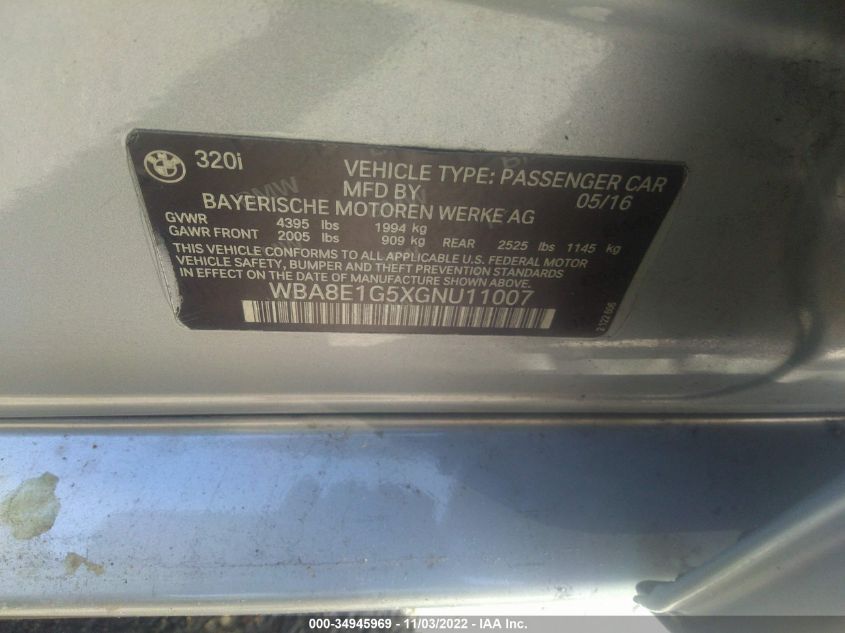 BMW 320i VEHICLE TYPE: PASSENGER CAR
MFD BY 05/16
BAYERISCHE MOTOREN WERKE AG
GVWR 4395 lbs 1994 kg
GAWR FRONT 2005 lbs 909 kg REAR 2525 lbs 1145 kg
THIS VEHICLE CONFORMS TO ALL APPLICABLE U.S. FEDERAL MOTOR
VEHICLE SAFETY, BUMPER AND THEFT PREVENTION STANDARDS
IN EFFECT ON THE DATE OF MANUFACTURE SHOWN ABOVE.
WBA8E1G5XGNU11007
000-34945969 - 11/03/2022 - IAA Inc.